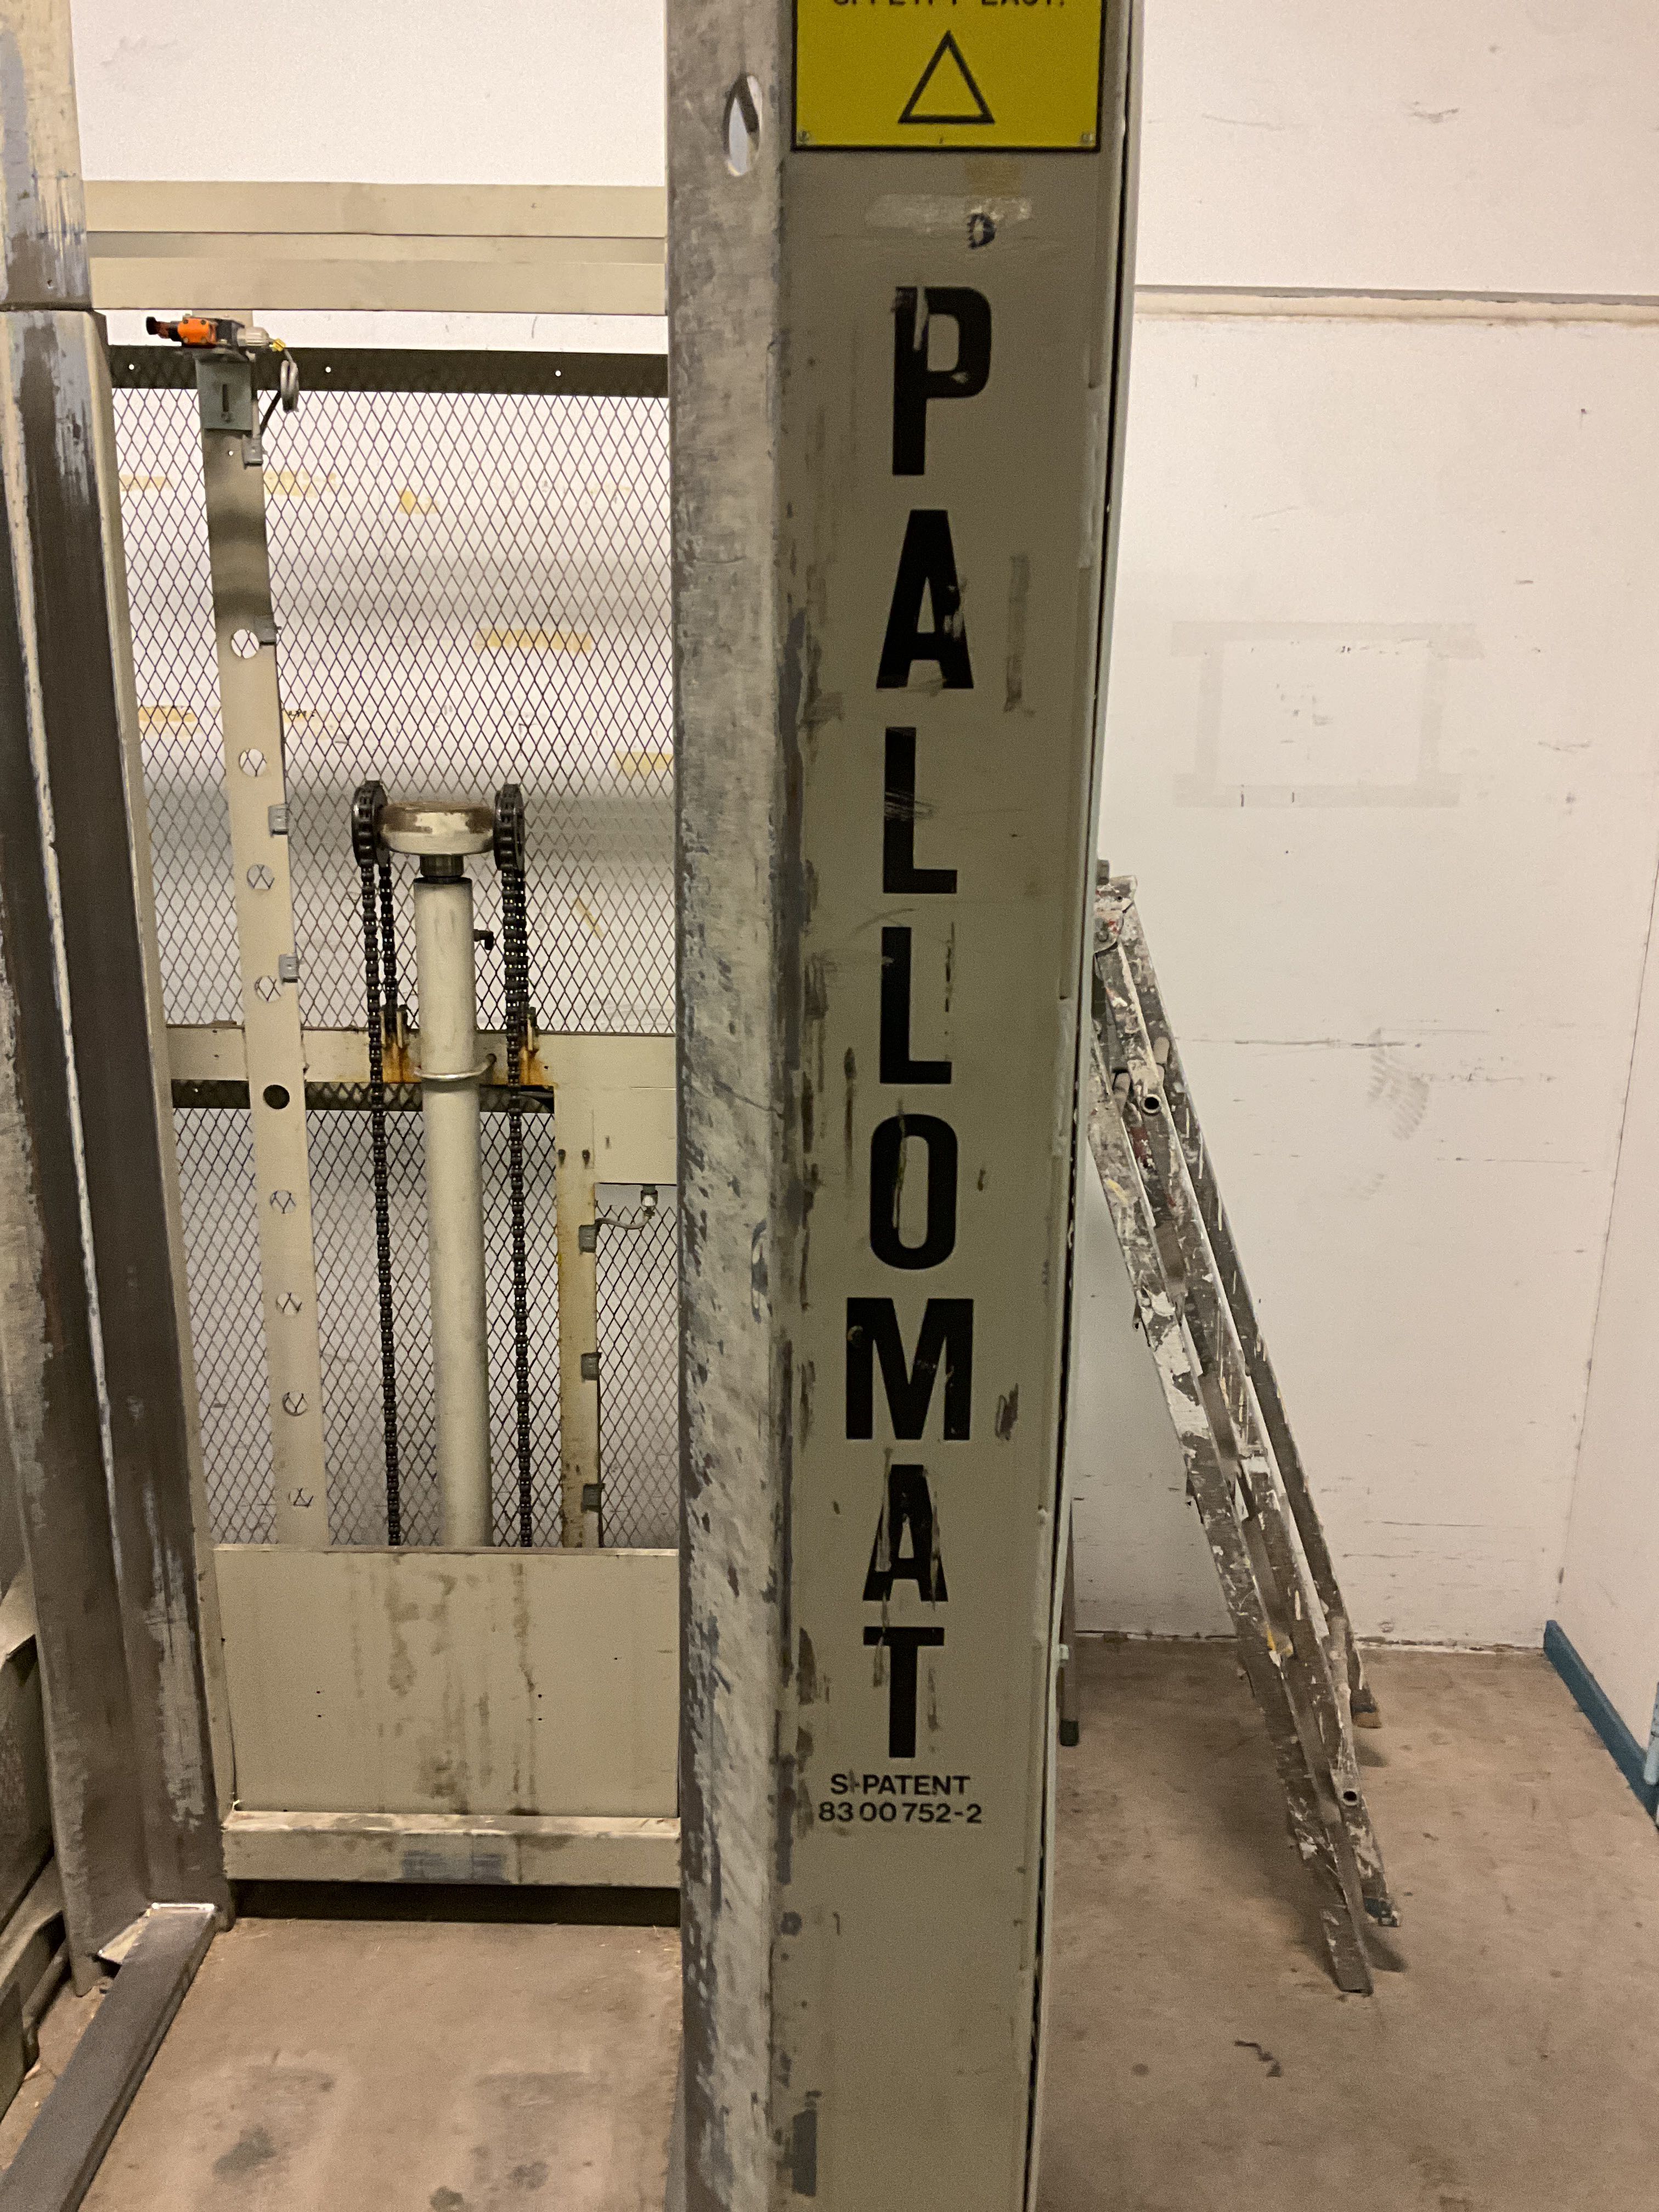 PALLOMAT
S-PATENT
8300752-2